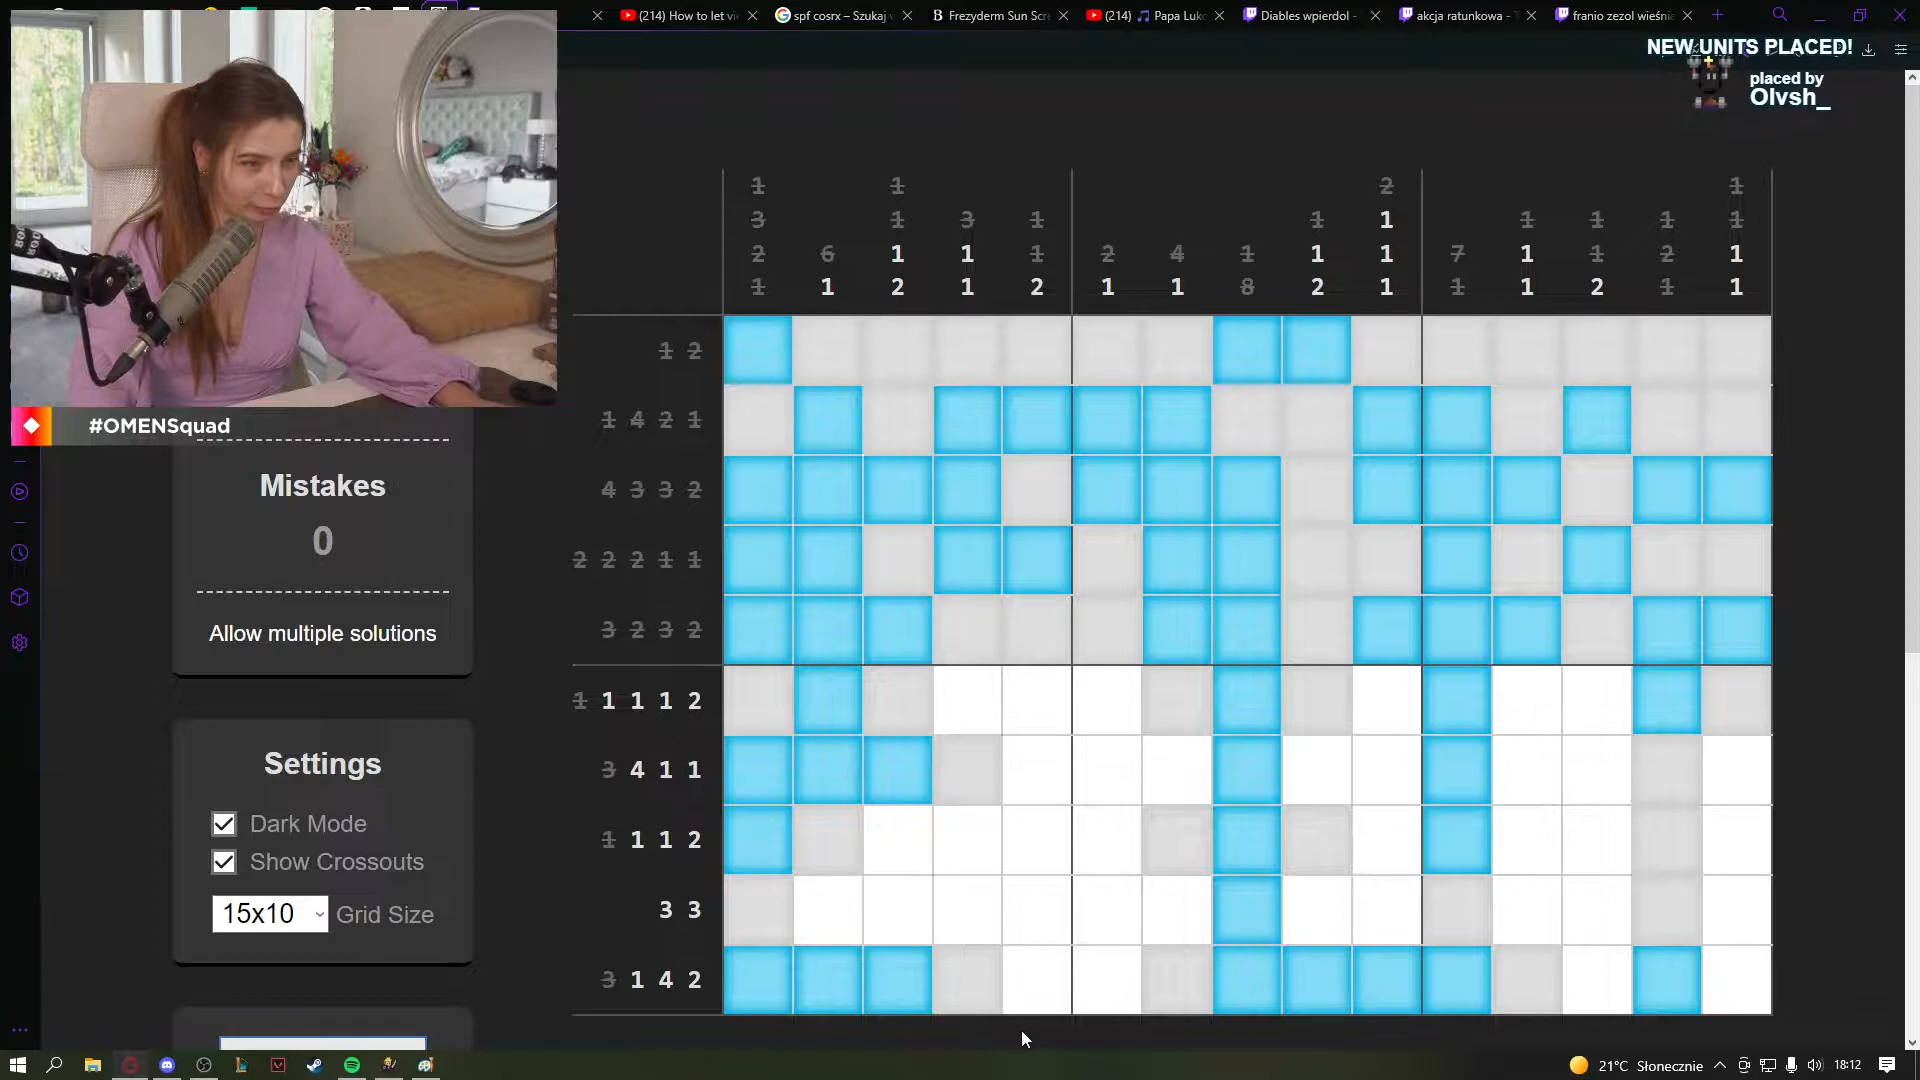 (214) How to let vi
spf cosrx – Szukaj
Frezyderm Sun Scr
(214) 🎵 Papa Luk
Diables wpierdol -
akcja ratunkowa - T
franio zezol wieśnia
NEW UNITS PLACED!
placed by
Olvsh_
#OMENSquad
Mistakes
0
Allow multiple solutions
Settings
Dark Mode
Show Crossouts
15x10 Grid Size
1 1 2 1 1
3 3 1 1 1 1 1 1 1
2 6 1 1 1 2 4 1 1 1 7 1 1 2 1
1 1 2 1 2 1 1 8 2 1 1 1 2 1 1
1 2
1 4 2 1
4 3 3 2
2 2 2 1 1
3 2 3 2
1 1 1 1 2
3 4 1 1
1 1 1 2
3 3
3 1 4 2
21°C Słonecznie
18:12